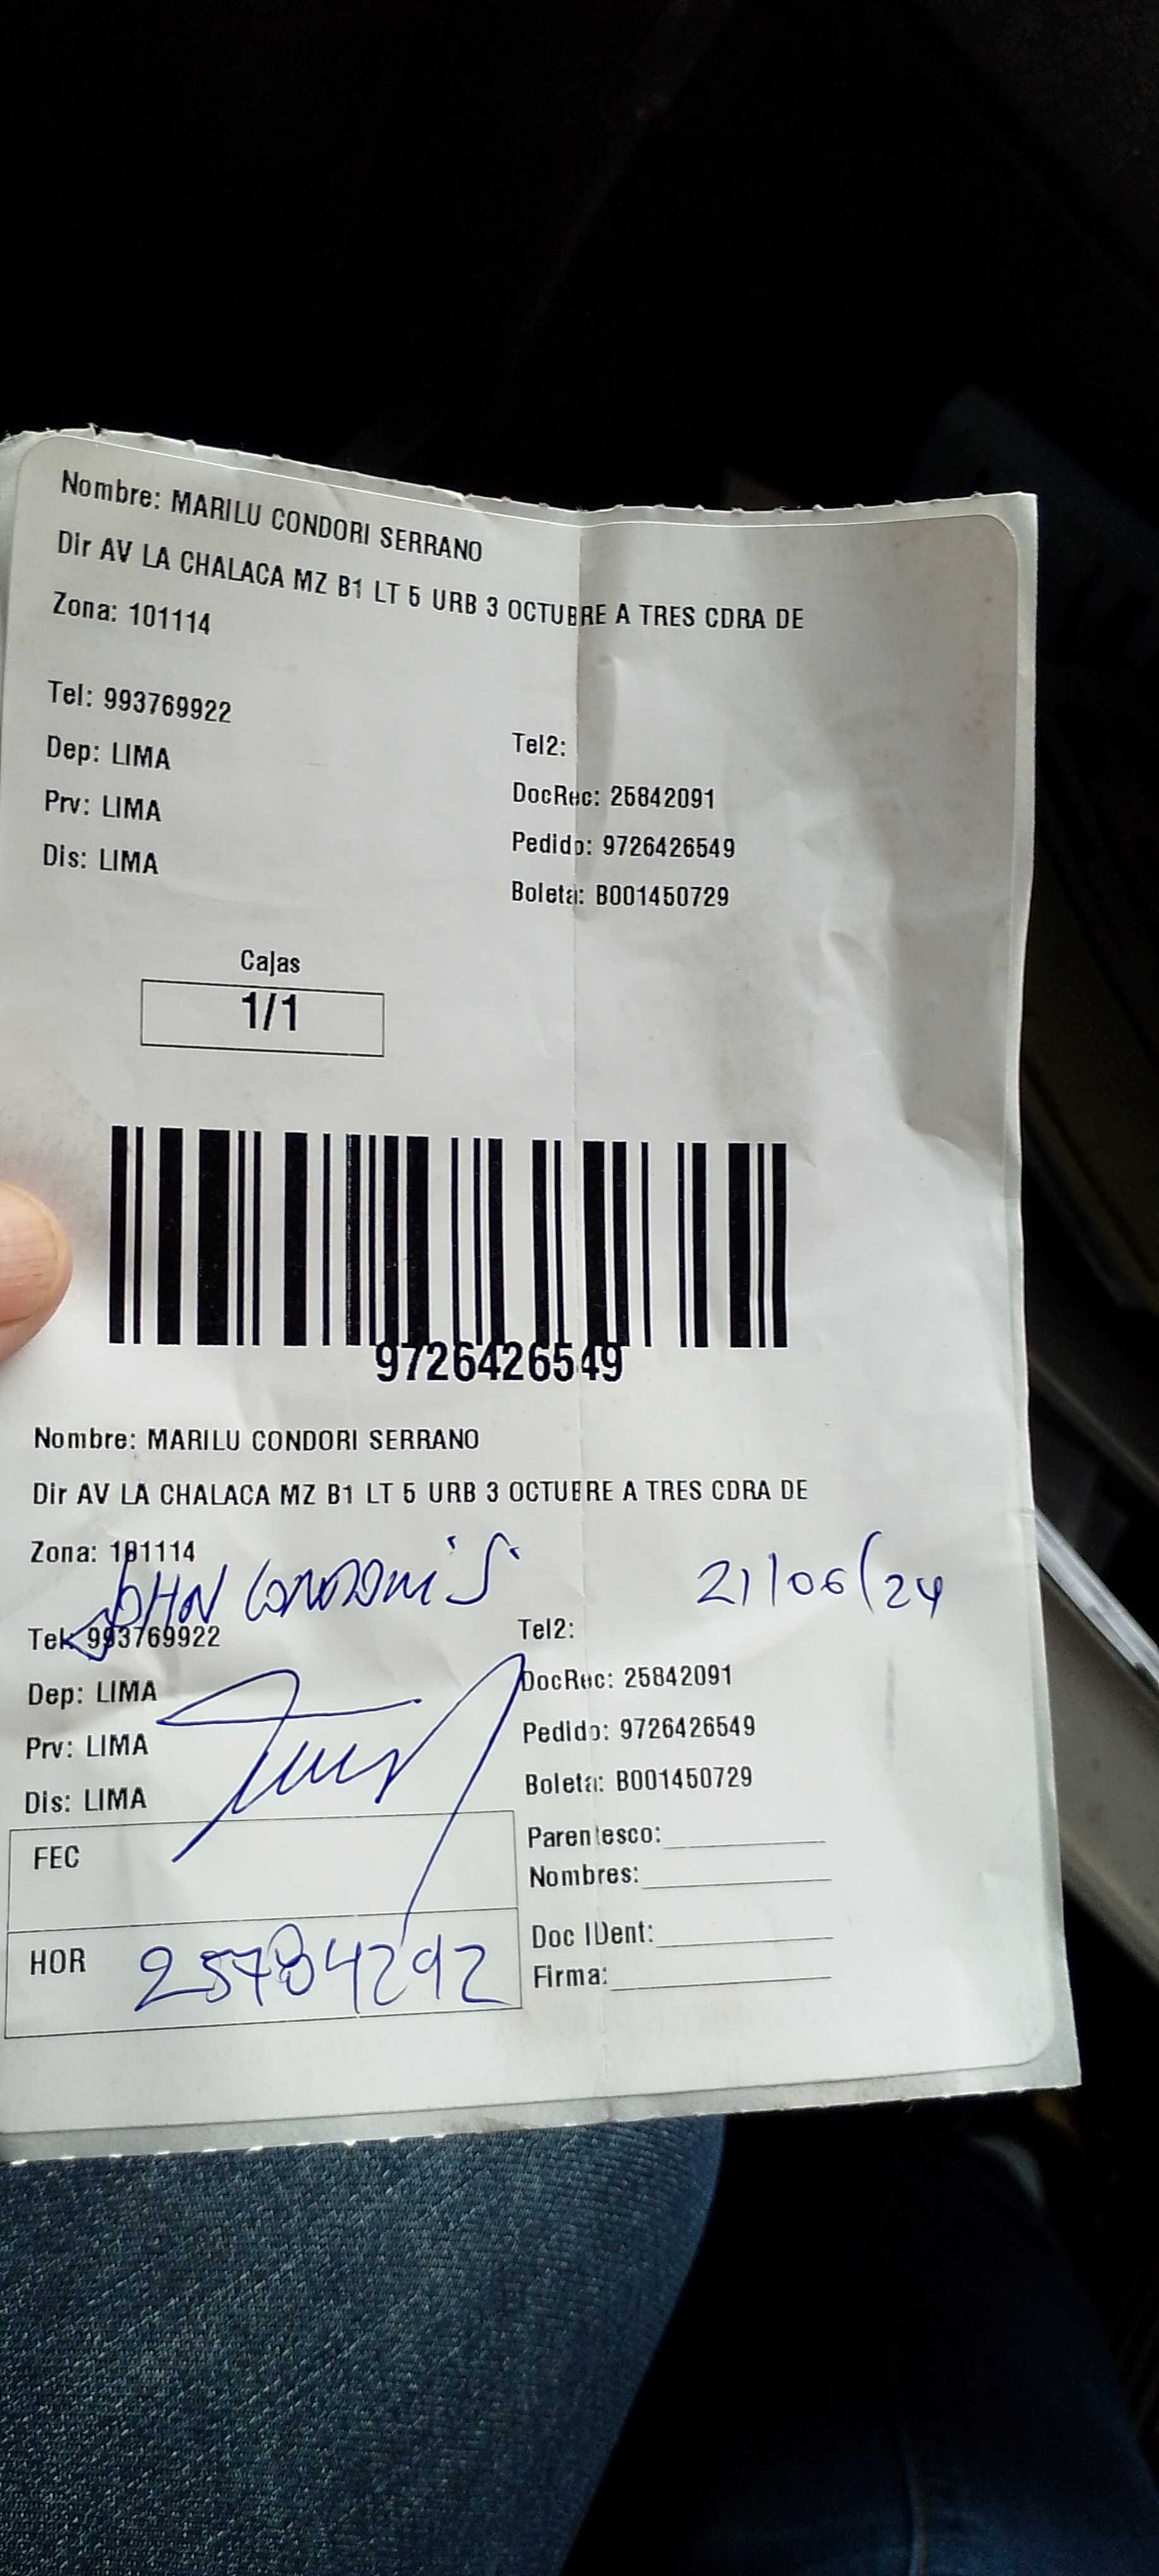 Nombre: MARILU CONDORI SERRANO
Dir AV LA CHALACA MZ B1 LT 5 URB 3 OCTUBRE A TRES CDRA DE
Zona: 101114
Tel: 993769922
Tel2:
Dep: LIMA
DocRec: 25842091
Prv: LIMA
Pedido: 9726426549
Dis: LIMA
Boleta: B001450729
Cajas
1/1
9726426549
Nombre: MARILU CONDORI SERRANO
Dir AV LA CHALACA MZ B1 LT 5 URB 3 OCTUBRE A TRES CDRA DE
Zona: 101114
JOHN CONDORI S.
21/06/24
Tel: 993769922
Tel2:
Dep: LIMA
DocRec: 25842091
Prv: LIMA
Pedido: 9726426549
Dis: LIMA
Boleta: B001450729
FEC
Parentesco:
Nombres:
HOR 25784292
Doc IDent:
Firma: